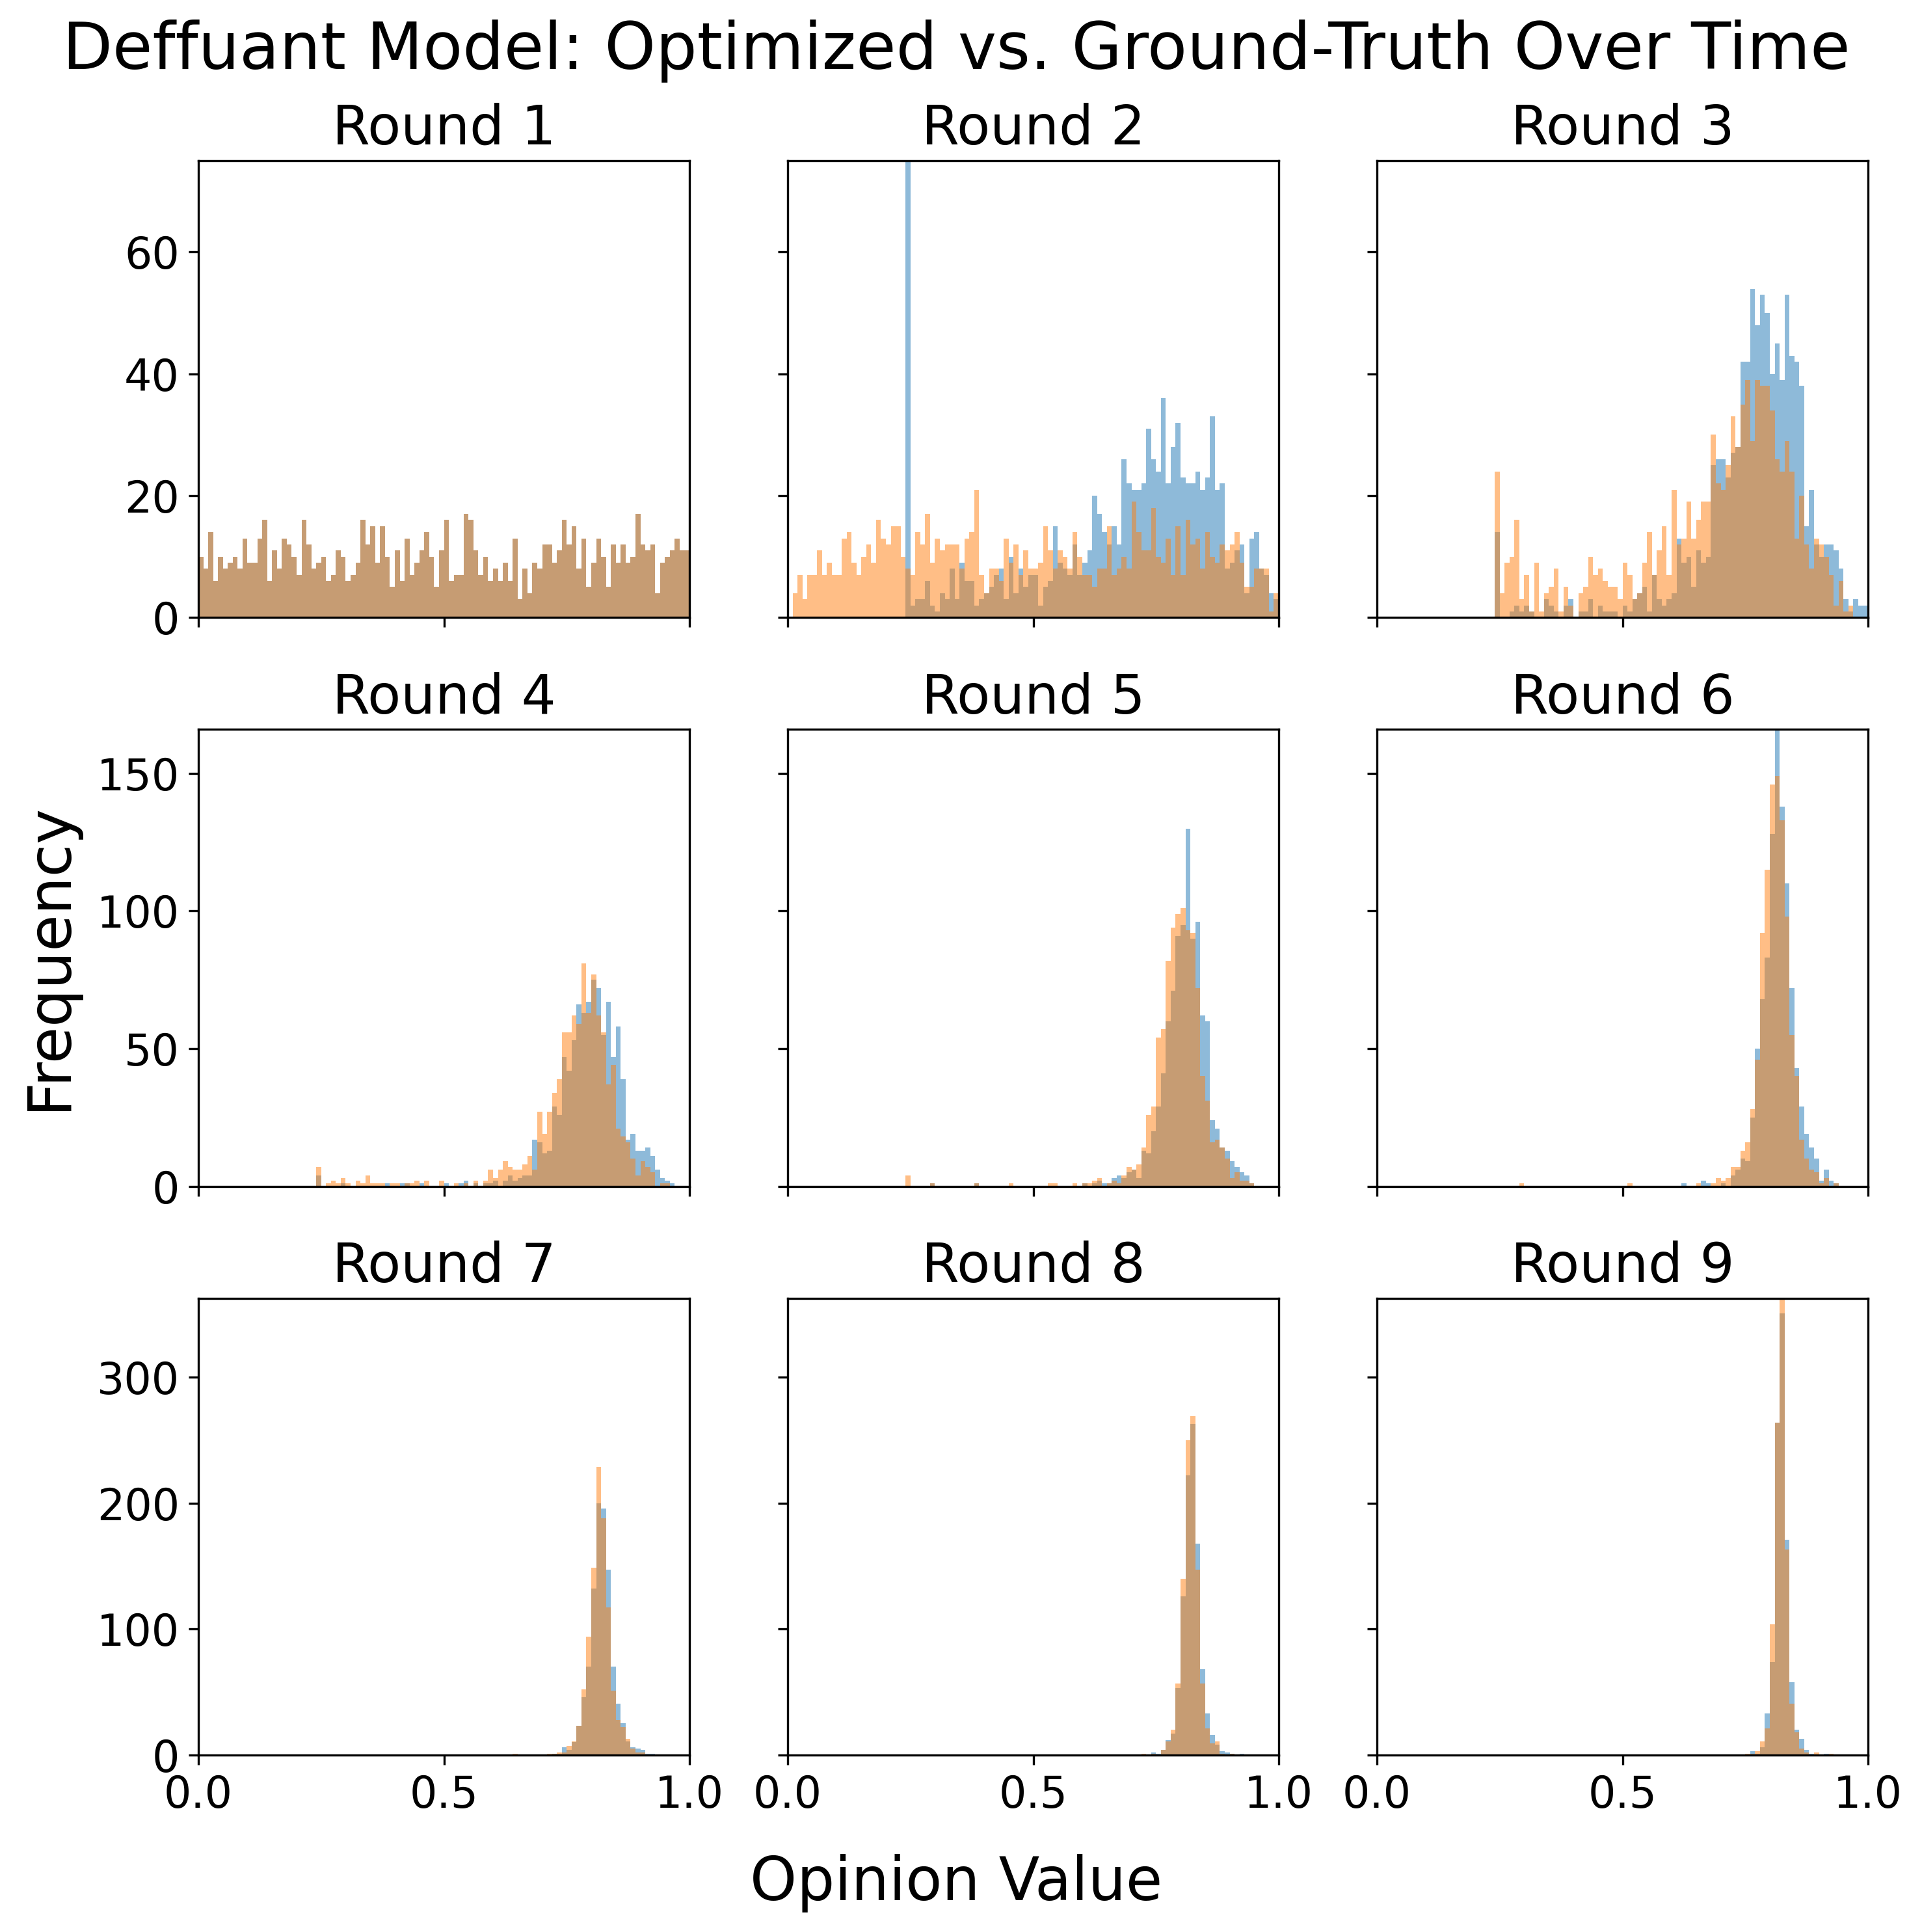 Deffuant Model: Optimized vs. Ground-Truth Over Time
Round 1
Round 2
Round 3
60
40
20
0
Round 4
Round 5
Round 6
150
100
50
0
Frequency
Round 7
Round 8
Round 9
300
200
100
0
0.0 0.5 1.0
0.0 0.5 1.0
0.0 0.5 1.0
Opinion Value